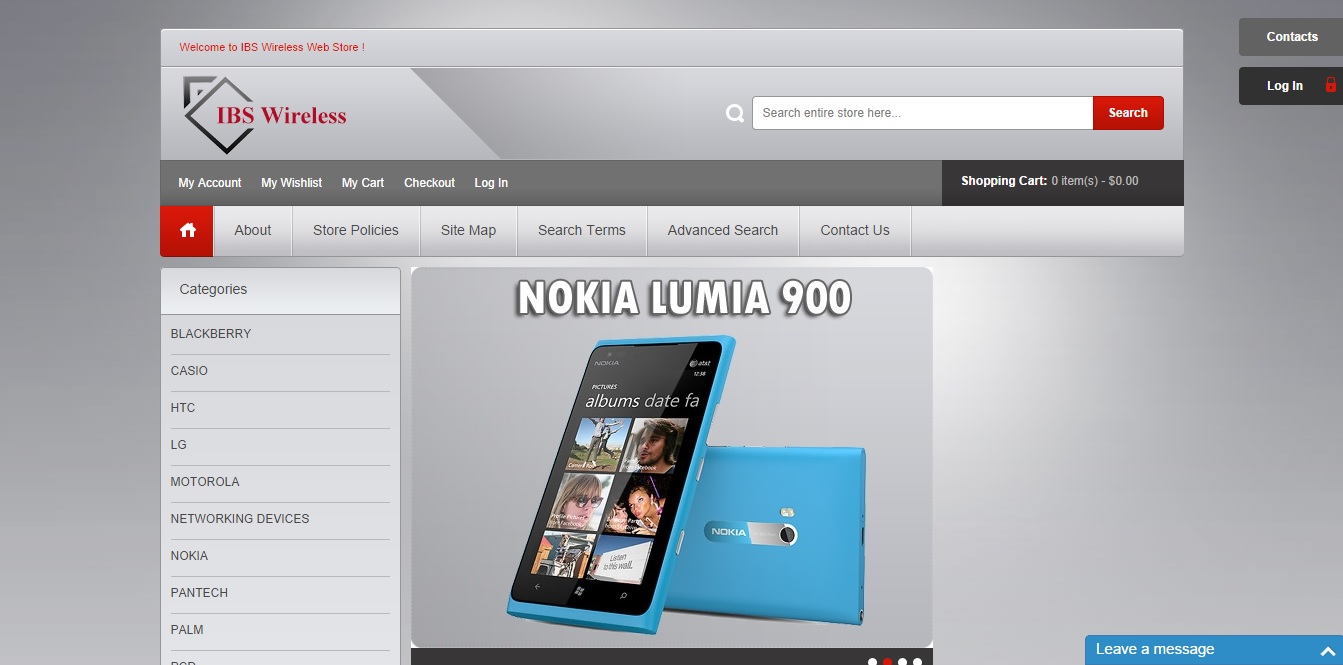 Contacts
Welcome to IBS Wireless Web Store !
Log In
IBS Wireless
Search entire store here...
Search
My Account
My Wishlist
My Cart
Checkout
Log In
Shopping Cart: 0 item(s) - $0.00
About
Store Policies
Site Map
Search Terms
Advanced Search
Contact Us
Categories
BLACKBERRY
CASIO
HTC
LG
MOTOROLA
NETWORKING DEVICES
NOKIA
PANTECH
PALM
NOKIA LUMIA 900
NOKIA
at&t
12:38
PICTURES
albums date fa
Listen
to this wall.
NOKIA
Leave a message